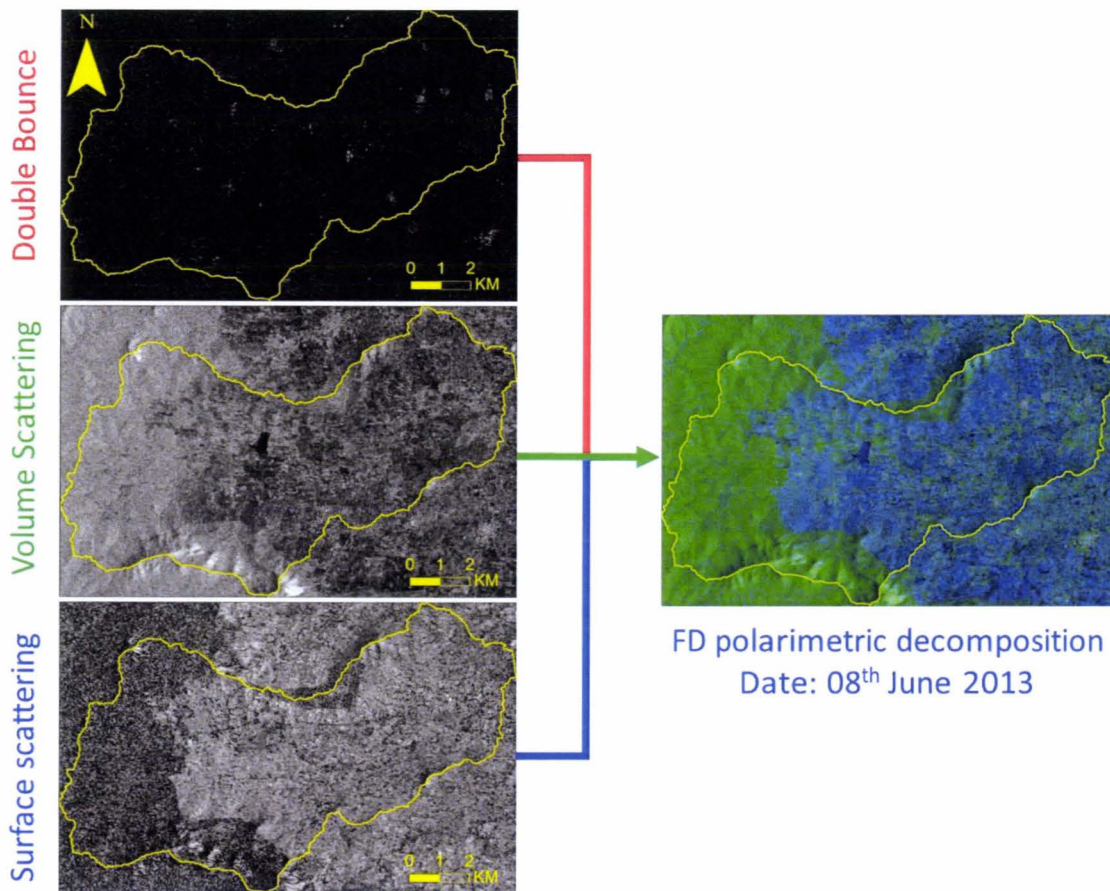 Double Bounce
N
0 1 2
KM
Volume Scattering
0 1 2
KM
Surface scattering
0 1 2
KM
FD polarimetric decomposition
Date: 08th June 2013